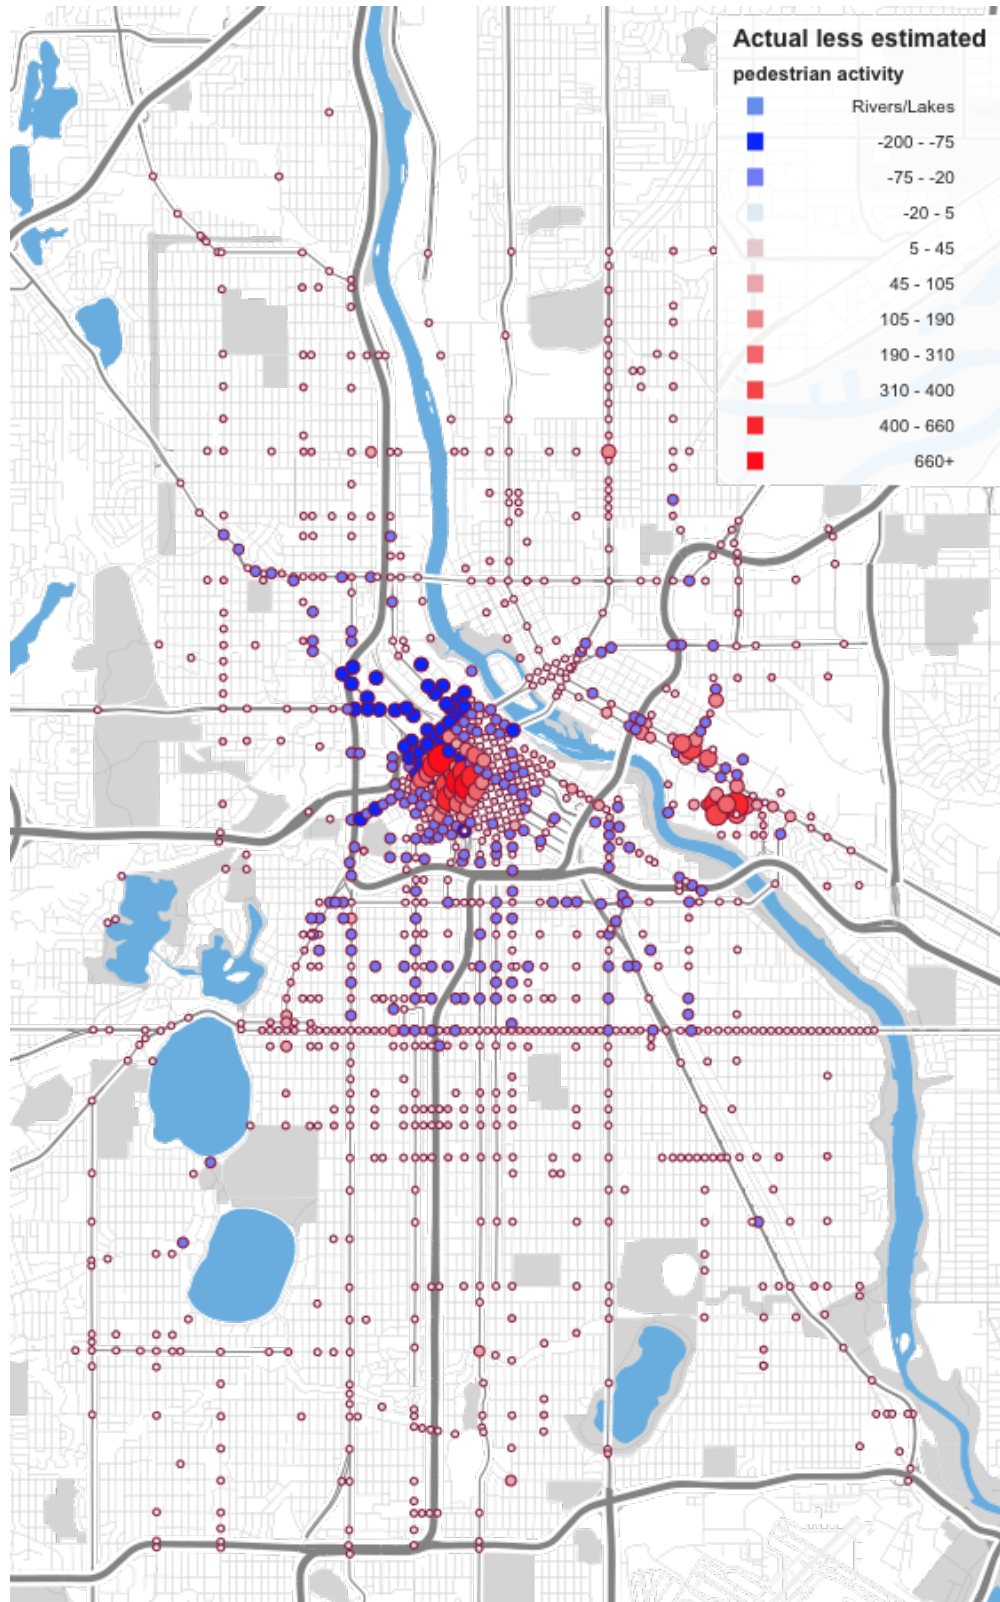 Actual less estimated
pedestrian activity
Rivers/Lakes
-200 - -75
-75 - -20
-20 - 5
5 - 45
45 - 105
105 - 190
190 - 310
310 - 400
400 - 660
660+